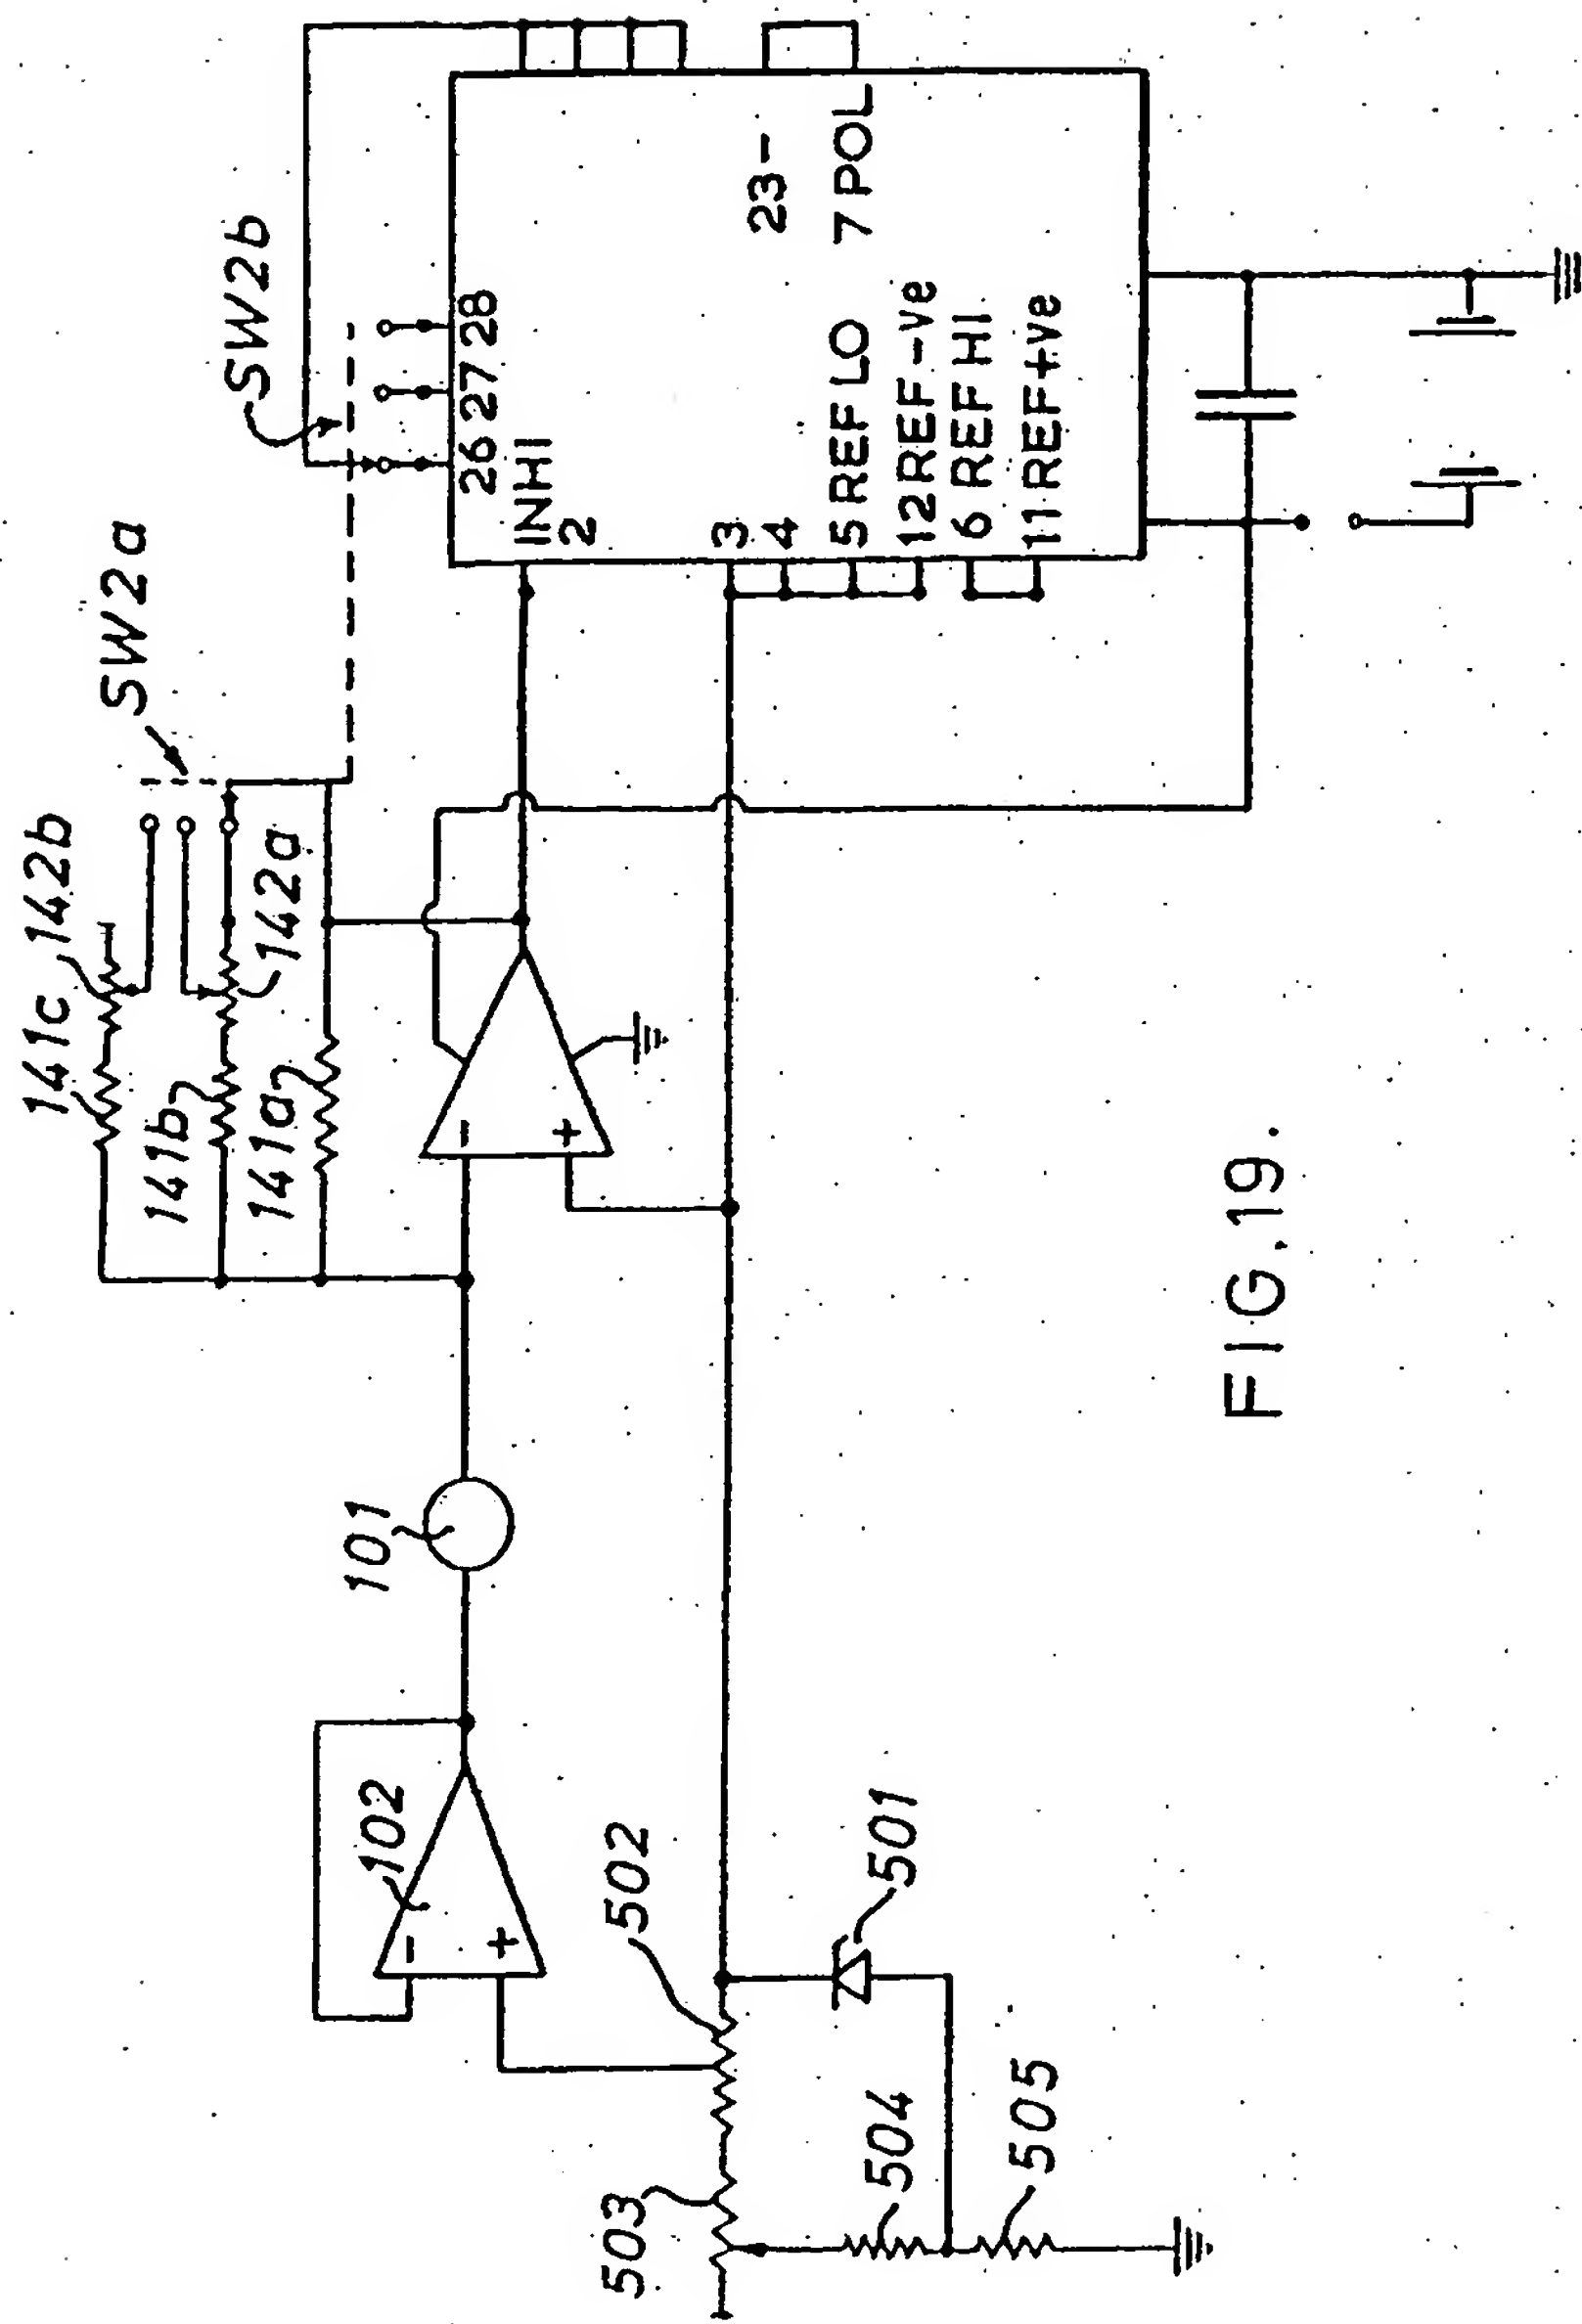 SW2b
SW2a
141c
142b
141b
142a
141a
26 27 28
INHI
2
23-
3
4
5 REF LO
7 POL
12 REF -Ve
6 REF HI
11 REF +Ve
-
+
101
102
-
+
502
501
503
504
505
FIG.19.